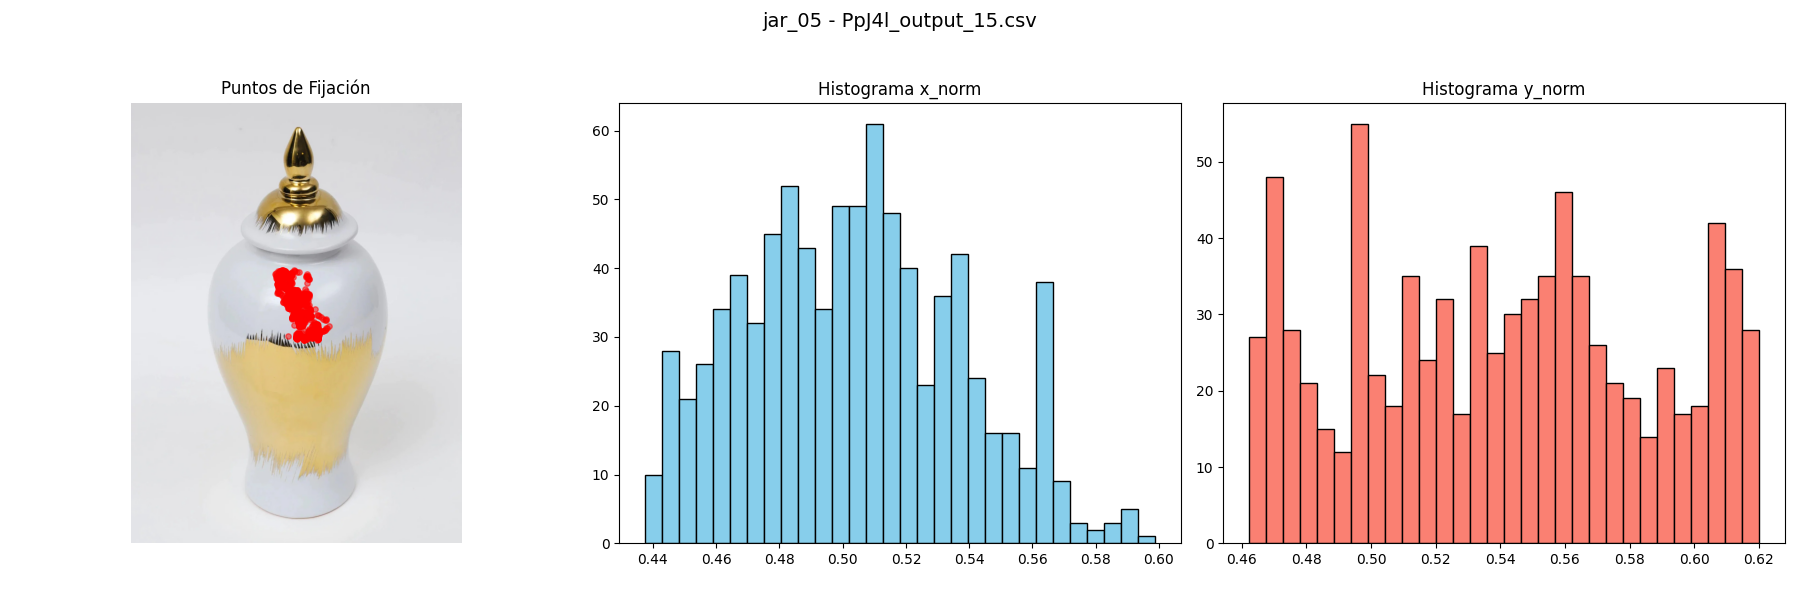 jar_05 - PpJ4l_output_15.csv
Puntos de Fijación
Histograma x_norm
60
50
40
30
20
10
0
0.44 0.46 0.48 0.50 0.52 0.54 0.56 0.58 0.60
Histograma y_norm
50
40
30
20
10
0
0.46 0.48 0.50 0.52 0.54 0.56 0.58 0.60 0.62